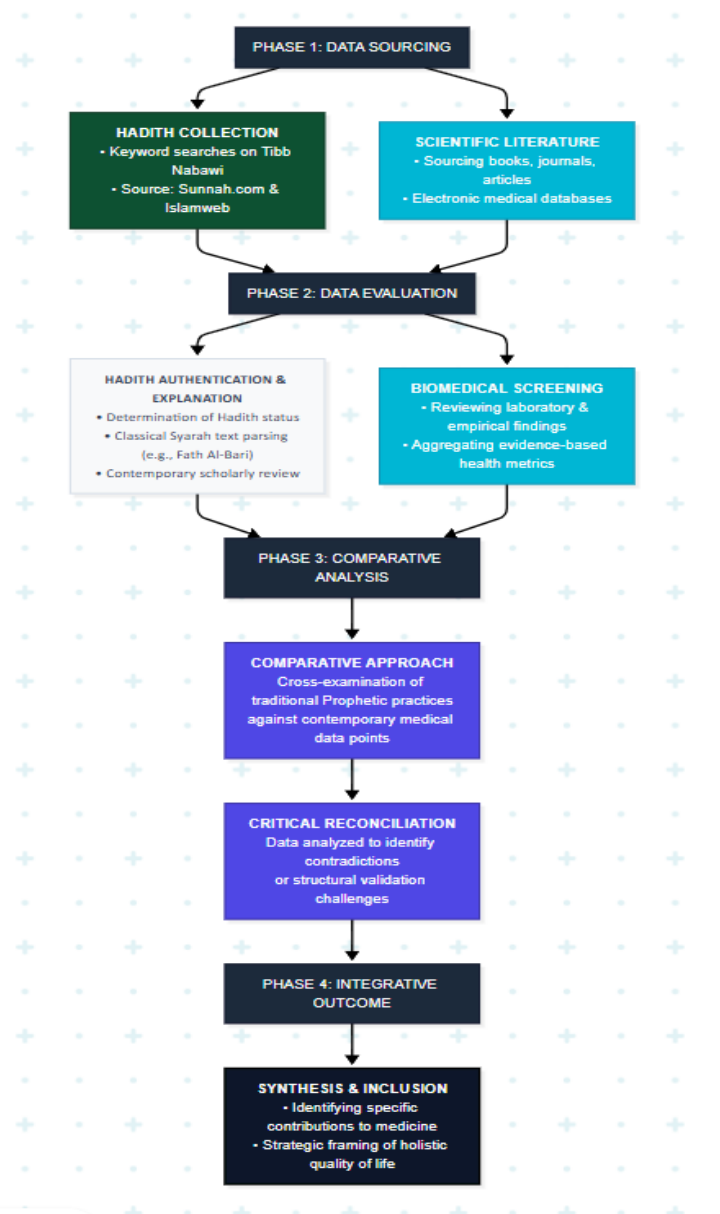 PHASE 1: DATA SOURCING
HADITH COLLECTION
• Keyword searches on Tibb
Nabawi
• Source: Sunnah.com &
Islamweb
SCIENTIFIC LITERATURE
• Sourcing books, journals,
articles
• Electronic medical databases
PHASE 2: DATA EVALUATION
HADITH AUTHENTICATION &
EXPLANATION
• Determination of Hadith status
• Classical Syarah text parsing
(e.g., Fath Al-Bari)
• Contemporary scholarly review
BIOMEDICAL SCREENING
• Reviewing laboratory &
empirical findings
• Aggregating evidence-based
health metrics
PHASE 3: COMPARATIVE
ANALYSIS
COMPARATIVE APPROACH
Cross-examination of
traditional Prophetic practices
against contemporary medical
data points
CRITICAL RECONCILIATION
Data analyzed to identify
contradictions
or structural validation
challenges
PHASE 4: INTEGRATIVE
OUTCOME
SYNTHESIS & INCLUSION
• Identifying specific
contributions to medicine
• Strategic framing of holistic
quality of life